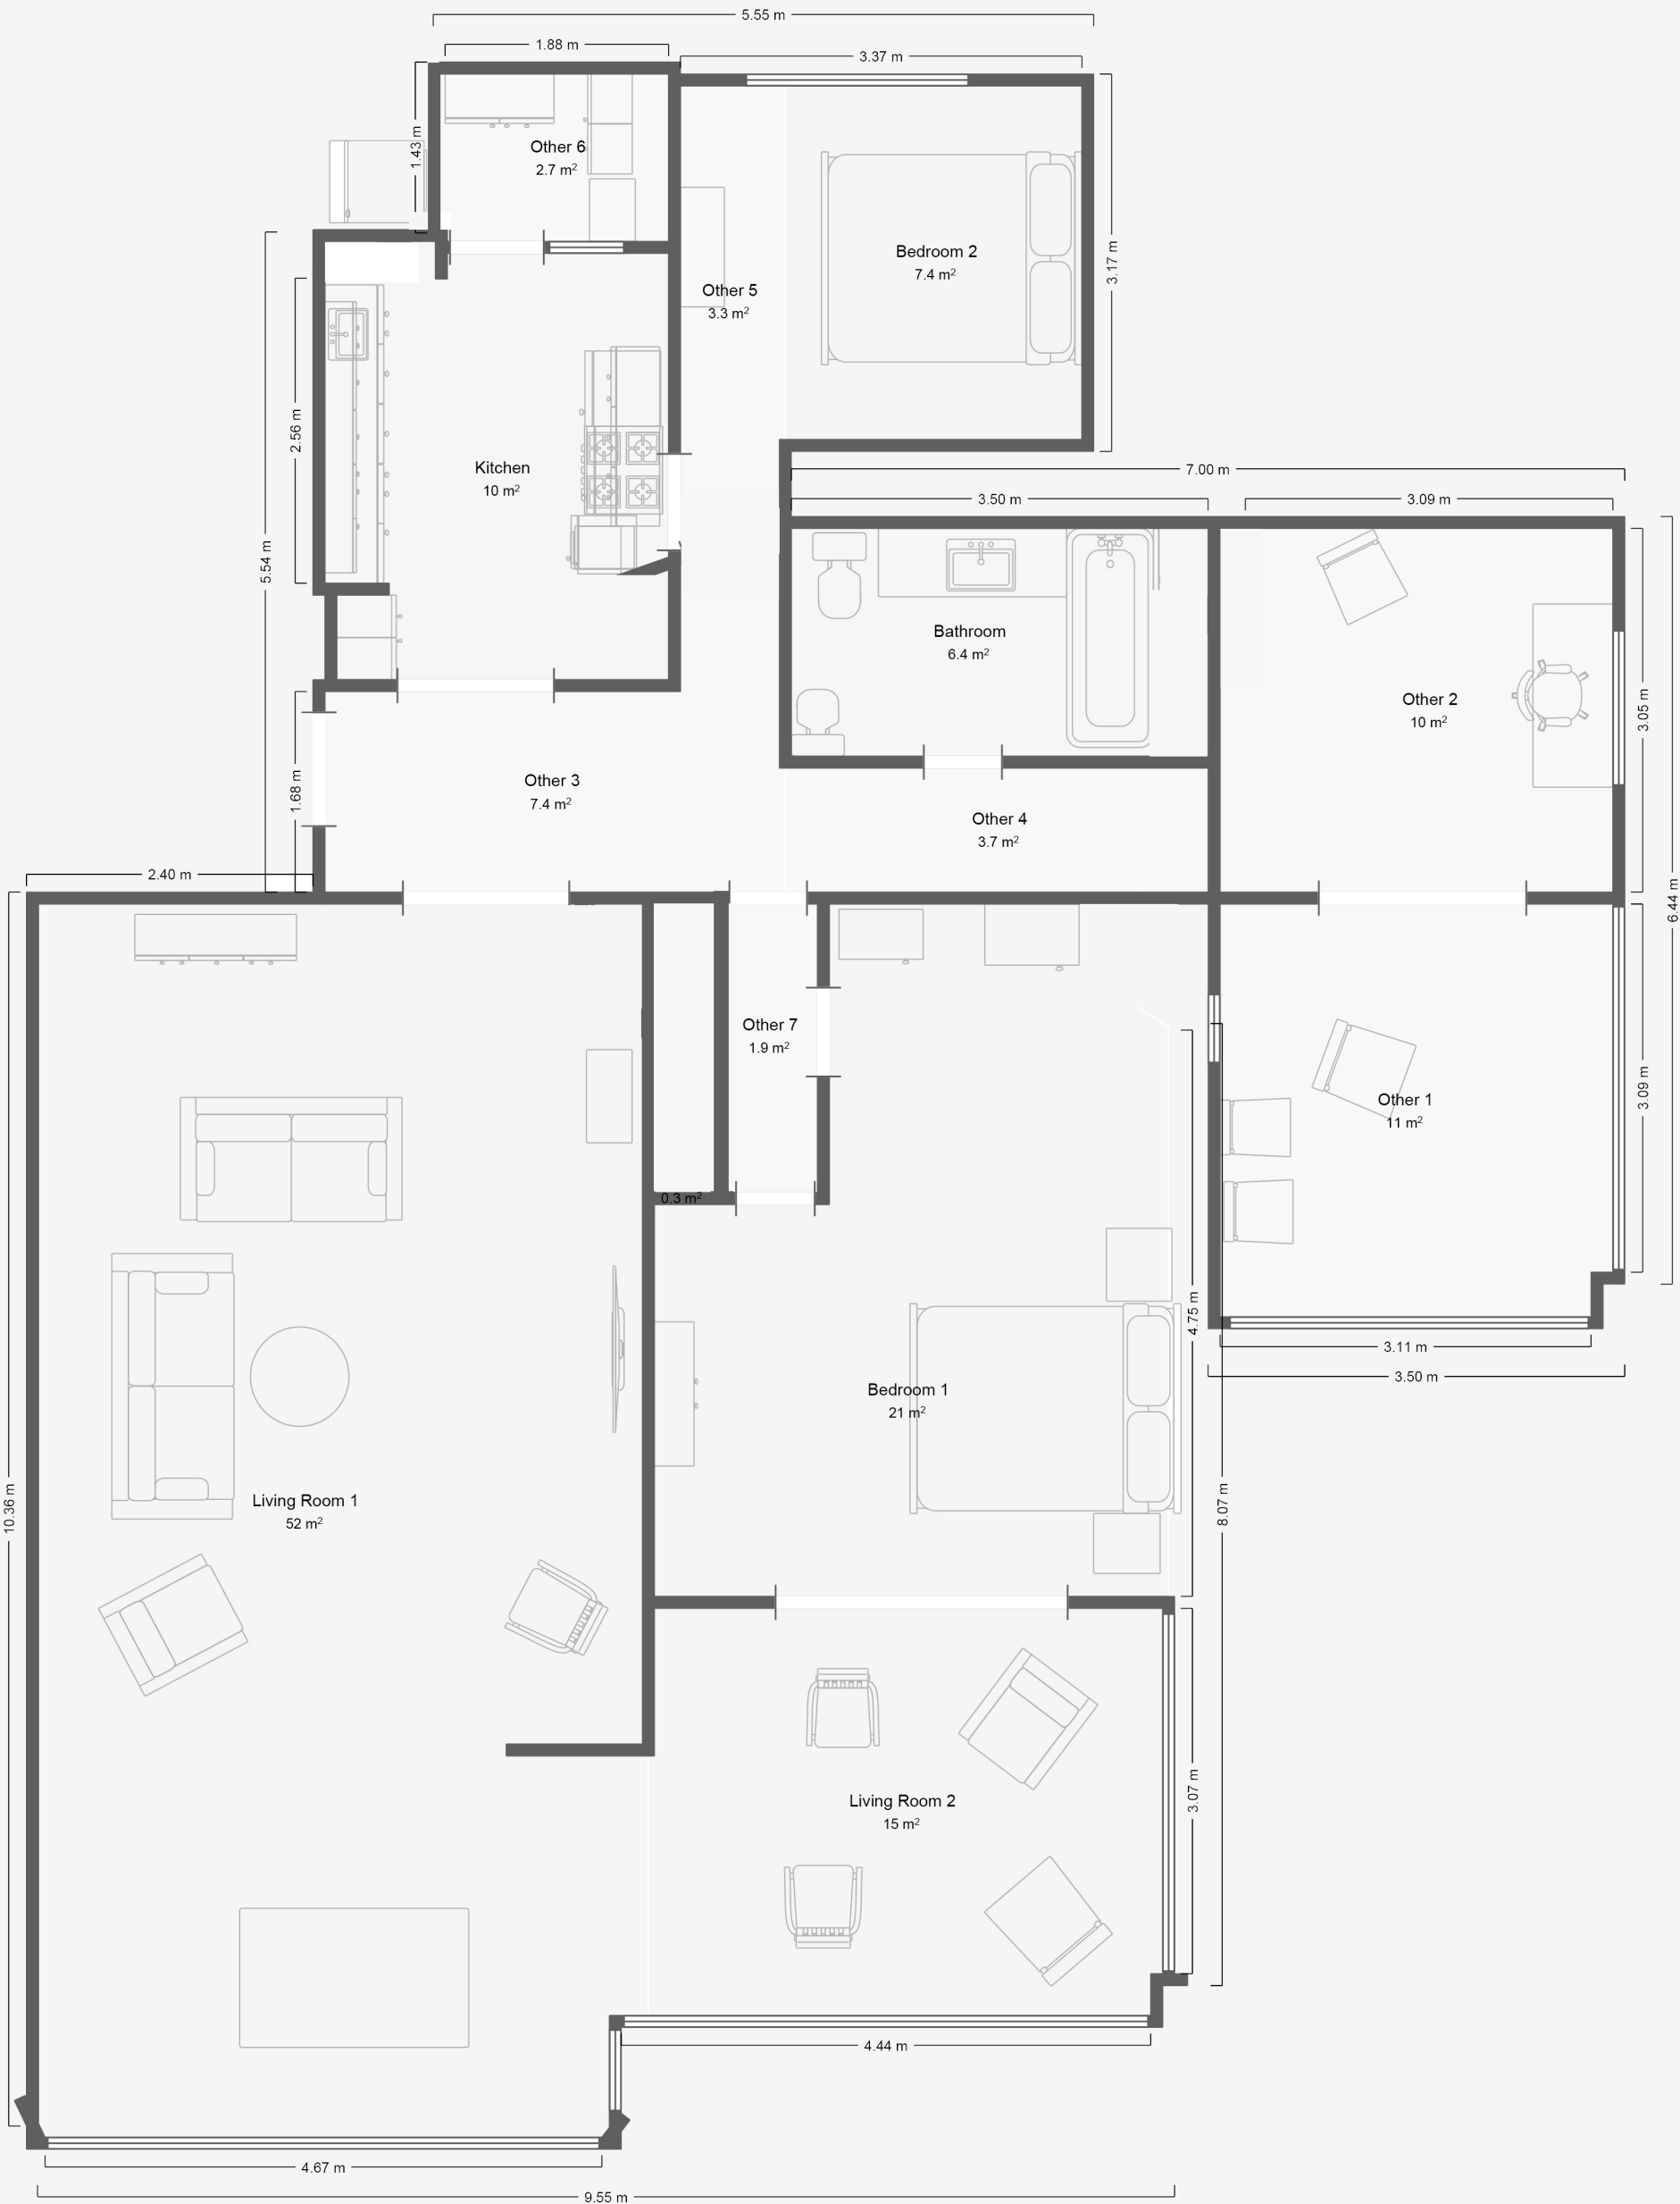 5.55 m
1.88 m
3.37 m
1.43 m
Other 6
2.7 m²
Bedroom 2
7.4 m²
3.17 m
Other 5
3.3 m²
2.56 m
5.54 m
Kitchen
10 m²
7.00 m
3.50 m
3.09 m
Bathroom
6.4 m²
Other 2
10 m²
3.05 m
6.44 m
1.68 m
Other 3
7.4 m²
Other 4
3.7 m²
2.40 m
Other 7
1.9 m²
Other 1
11 m²
3.09 m
0.3 m²
4.75 m
3.11 m
3.50 m
Bedroom 1
21 m²
10.36 m
Living Room 1
52 m²
8.07 m
Living Room 2
15 m²
3.07 m
4.44 m
4.67 m
9.55 m